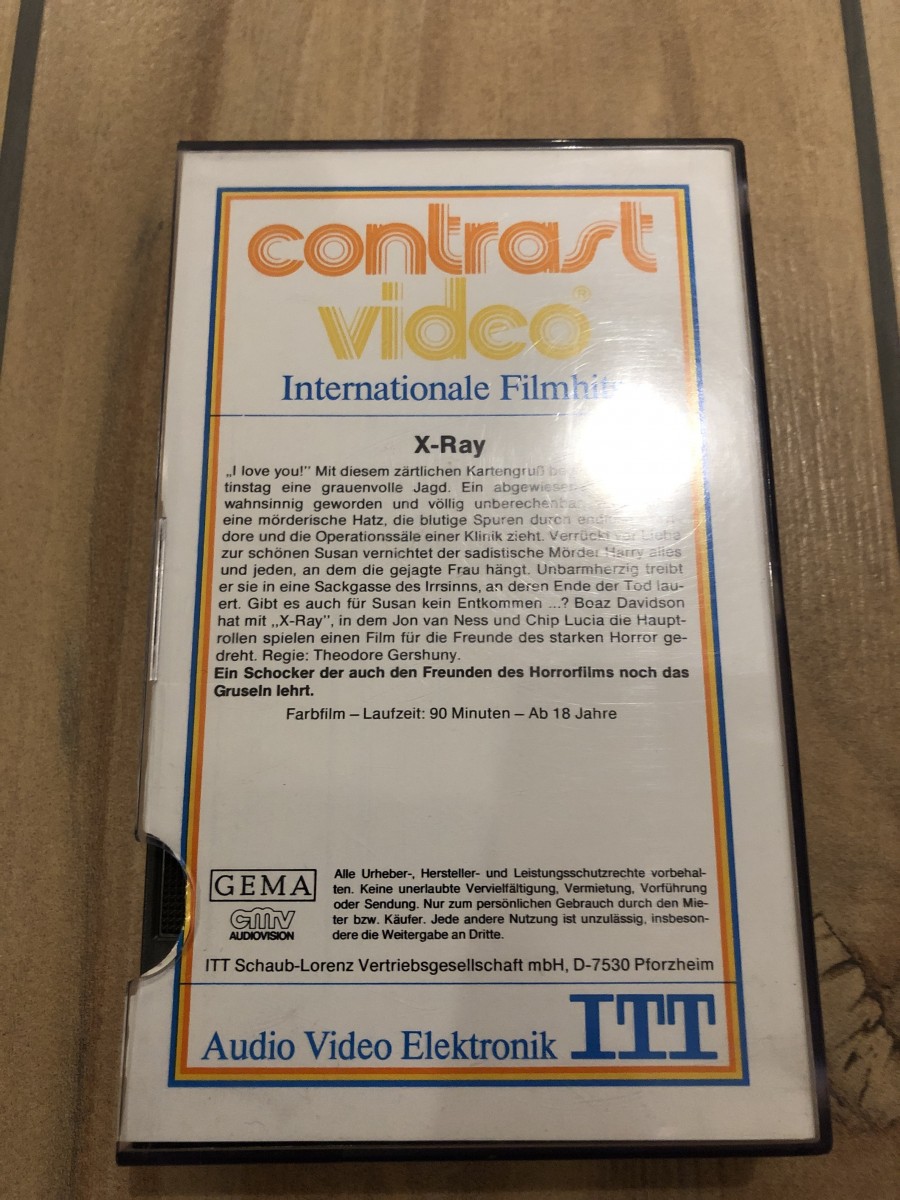 contrast
video®
Internationale Filmhit
X-Ray
„I love you!" Mit diesem zärtlichen Kartengruß
tinstag eine grauenvolle Jagd. Ein
wahnsinnig geworden und völlig unberechenbar
eine mörderische Hatz, die blutige Spuren durch
dore und die Operationssäle einer Klinik zieht. Verrückt vor Liebe
zur schönen Susan vernichtet der sadistische Mörder Harry alles
und jeden, an dem die gejagte Frau hängt. Unbarmherzig treibt
er sie in eine Sackgasse des Irrsinns, an deren Ende der Tod lau-
ert. Gibt es auch für Susan kein Entkommen ...? Boaz Davidson
hat mit „X-Ray", in dem Jon van Ness und Chip Lucia die Haupt-
rollen spielen einen Film für die Freunde des starken Horror ge-
dreht. Regie: Theodore Gershuny.
Ein Schocker der auch den Freunden des Horrorfilms noch das
Gruseln lehrt.
Farbfilm – Laufzeit: 90 Minuten – Ab 18 Jahre
GEMA
cmv
AUDIOVISION
Alle Urheber-, Hersteller- und Leistungsschutzrechte vorbehal-
ten. Keine unerlaubte Vervielfältigung, Vermietung, Vorführung
oder Sendung. Nur zum persönlichen Gebrauch durch den Mie-
ter bzw. Käufer. Jede andere Nutzung ist unzulässig, insbeson-
dere die Weitergabe an Dritte.
ITT Schaub-Lorenz Vertriebsgesellschaft mbH, D-7530 Pforzheim
Audio Video Elektronik ITT